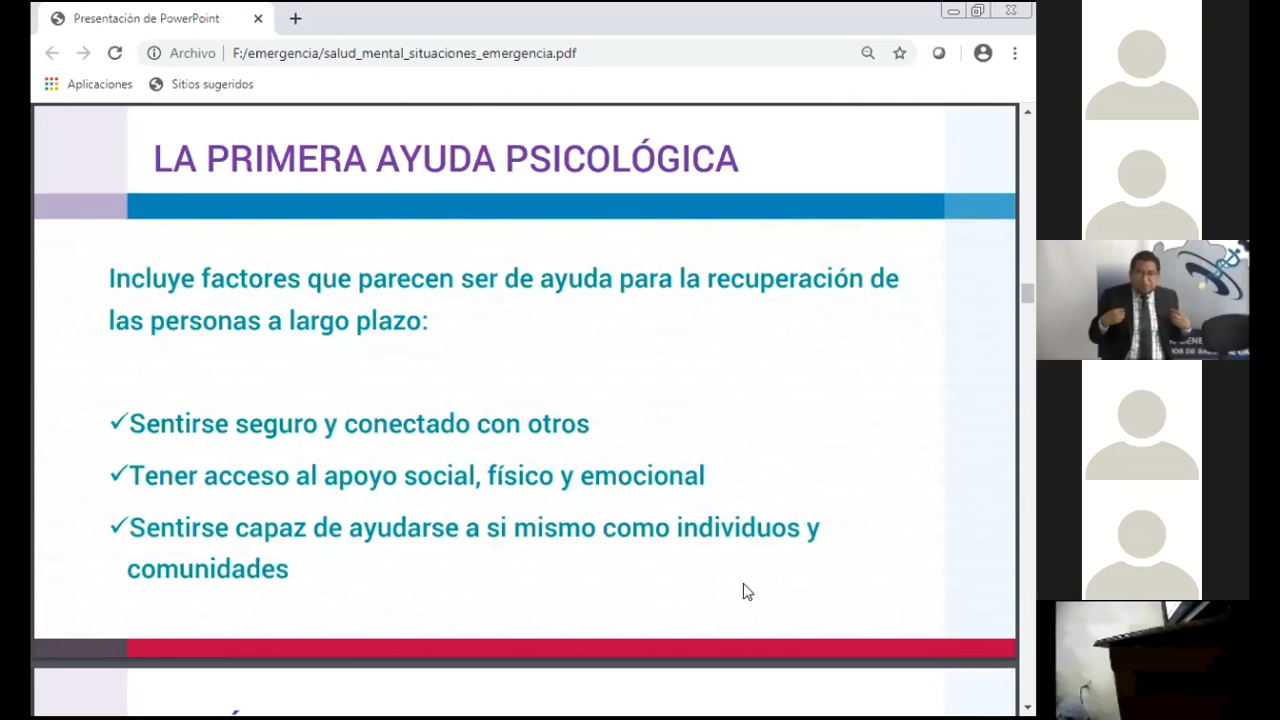 Presentación de PowerPoint
Archivo
F:/emergencia/salud_mental_situaciones_emergencia.pdf
Aplicaciones
Sitios sugeridos
LA PRIMERA AYUDA PSICOLÓGICA
Incluye factores que parecen ser de ayuda para la recuperación de
las personas a largo plazo:
✓Sentirse seguro y conectado con otros
✓Tener acceso al apoyo social, físico y emocional
✓Sentirse capaz de ayudarse a si mismo como individuos y
comunidades